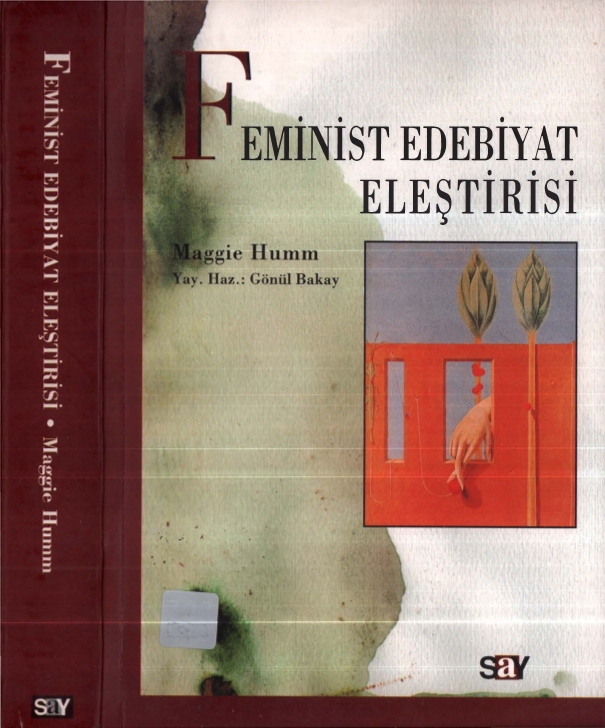 FEMİNİST EDEBİYAT ELEŞTİRİSİ • Maggie Humm
SAY
FEMİNİST EDEBİYAT
ELEŞTİRİSİ
Maggie Humm
Yay. Haz.: Gönül Bakay
SaY